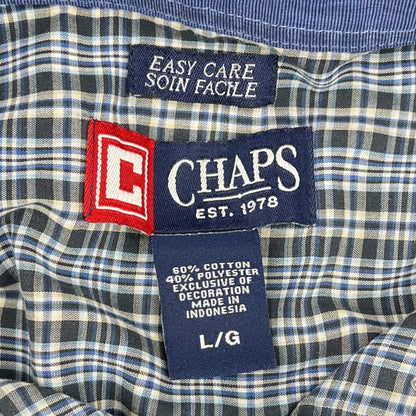 EASY CARE
SOIN FACILE
C
CHAPS
EST. 1978
60% COTTON
40% POLYESTER
EXCLUSIVE OF
DECORATION
MADE IN
INDONESIA
L/G